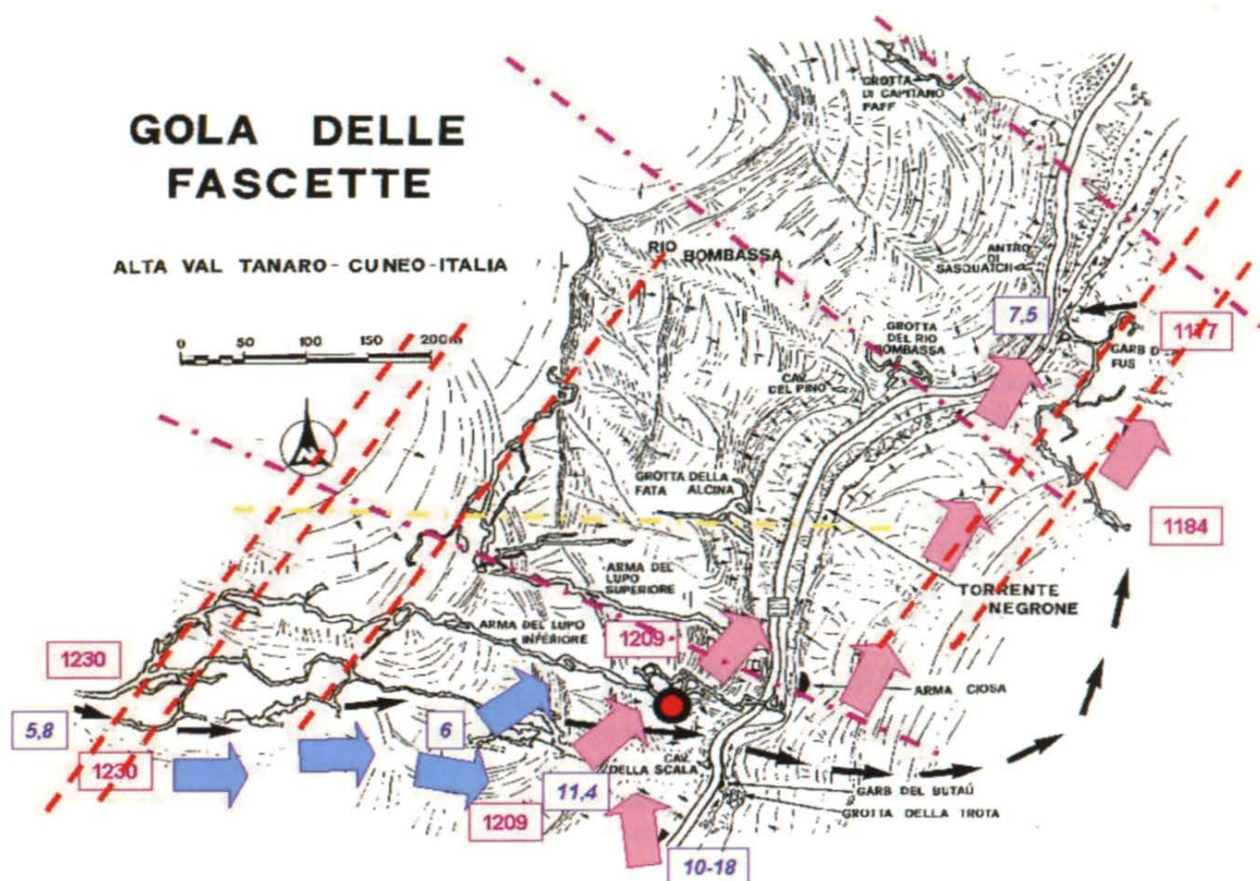 GOLA DELLE
FASCETTE
ALTA VAL TANARO - CUNEO - ITALIA
0 50 100 150 200m
N
GROTTA
DI CAPITANO
PAFF
RIO
BOMBASSA
ANTRO
DI
SASQUATCH
7,5
1177
GROTTA
DEL RIO
BOMBASSA
GARB
FUS
CAV.
DEL PINO
GROTTA DELLA
FATA ALCINA
1184
ARMA DEL
LUPO
SUPERIORE
TORRENTE
NEGRONE
ARMA DEL LUPO
INFERIORE
1209
1230
ARMA CIOSA
5,8
6
1230
CAV.
DELLA SCALA
11,4
GARB DEL BUTAÚ
GROTTA DELLA TROTA
1209
10-18